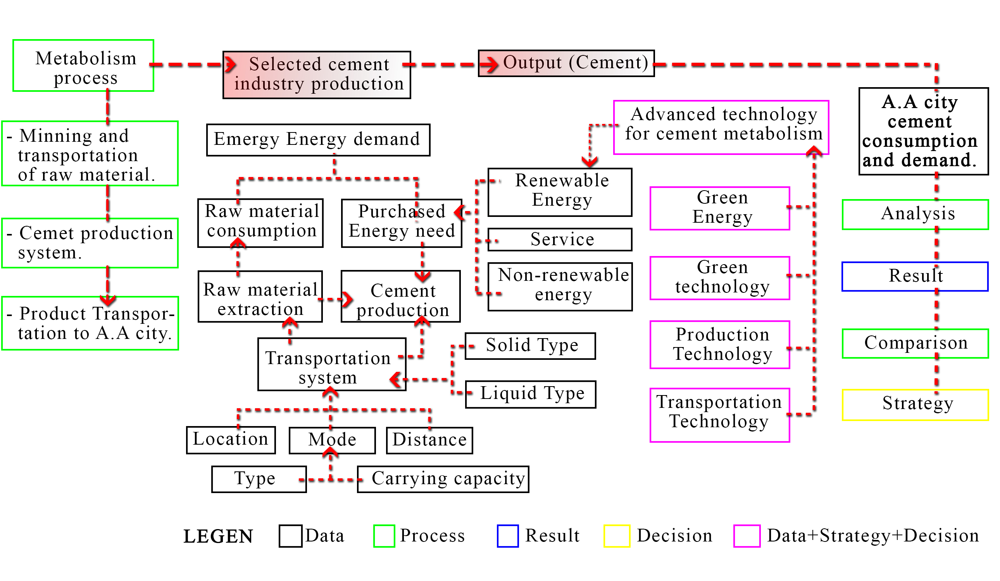 Metabolism
process
Selected cement
industry production
Output (Cement)
A.A city
cement
consumption
and demand.
- Minning and
transportation
of raw material.
- Cemet production
system.
- Product Transpor-
tation to A.A city.
Emergy Energy demand
Raw material
consumption
Purchased
Energy need
Raw material
extraction
Cement
production
Transportation
system
Location
Mode
Distance
Type
Carrying capacity
Advanced technology
for cement metabolism
Renewable
Energy
Service
Non-renewable
energy
Solid Type
Liquid Type
Green
Energy
Green
technology
Production
Technology
Transportation
Technology
Analysis
Result
Comparison
Strategy
LEGEN
Data
Process
Result
Decision
Data+Strategy+Decision